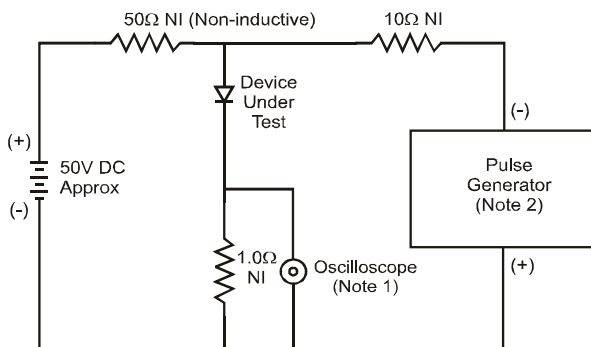 50Ω NI (Non-inductive)
10Ω NI
Device
Under
Test
(+)
50V DC
Approx
(-)
(-)
Pulse
Generator
(Note 2)
(+)
1.0Ω
NI
Oscilloscope
(Note 1)